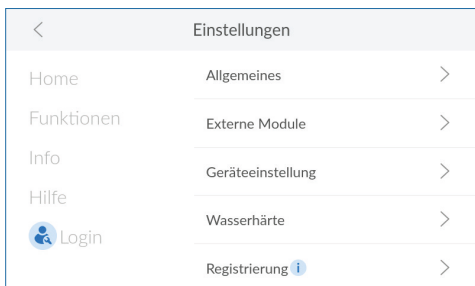 Einstellungen
Home
Funktionen
Info
Hilfe
Login
Allgemeines
Externe Module
Geräteeinstellung
Wasserhärte
Registrierung i